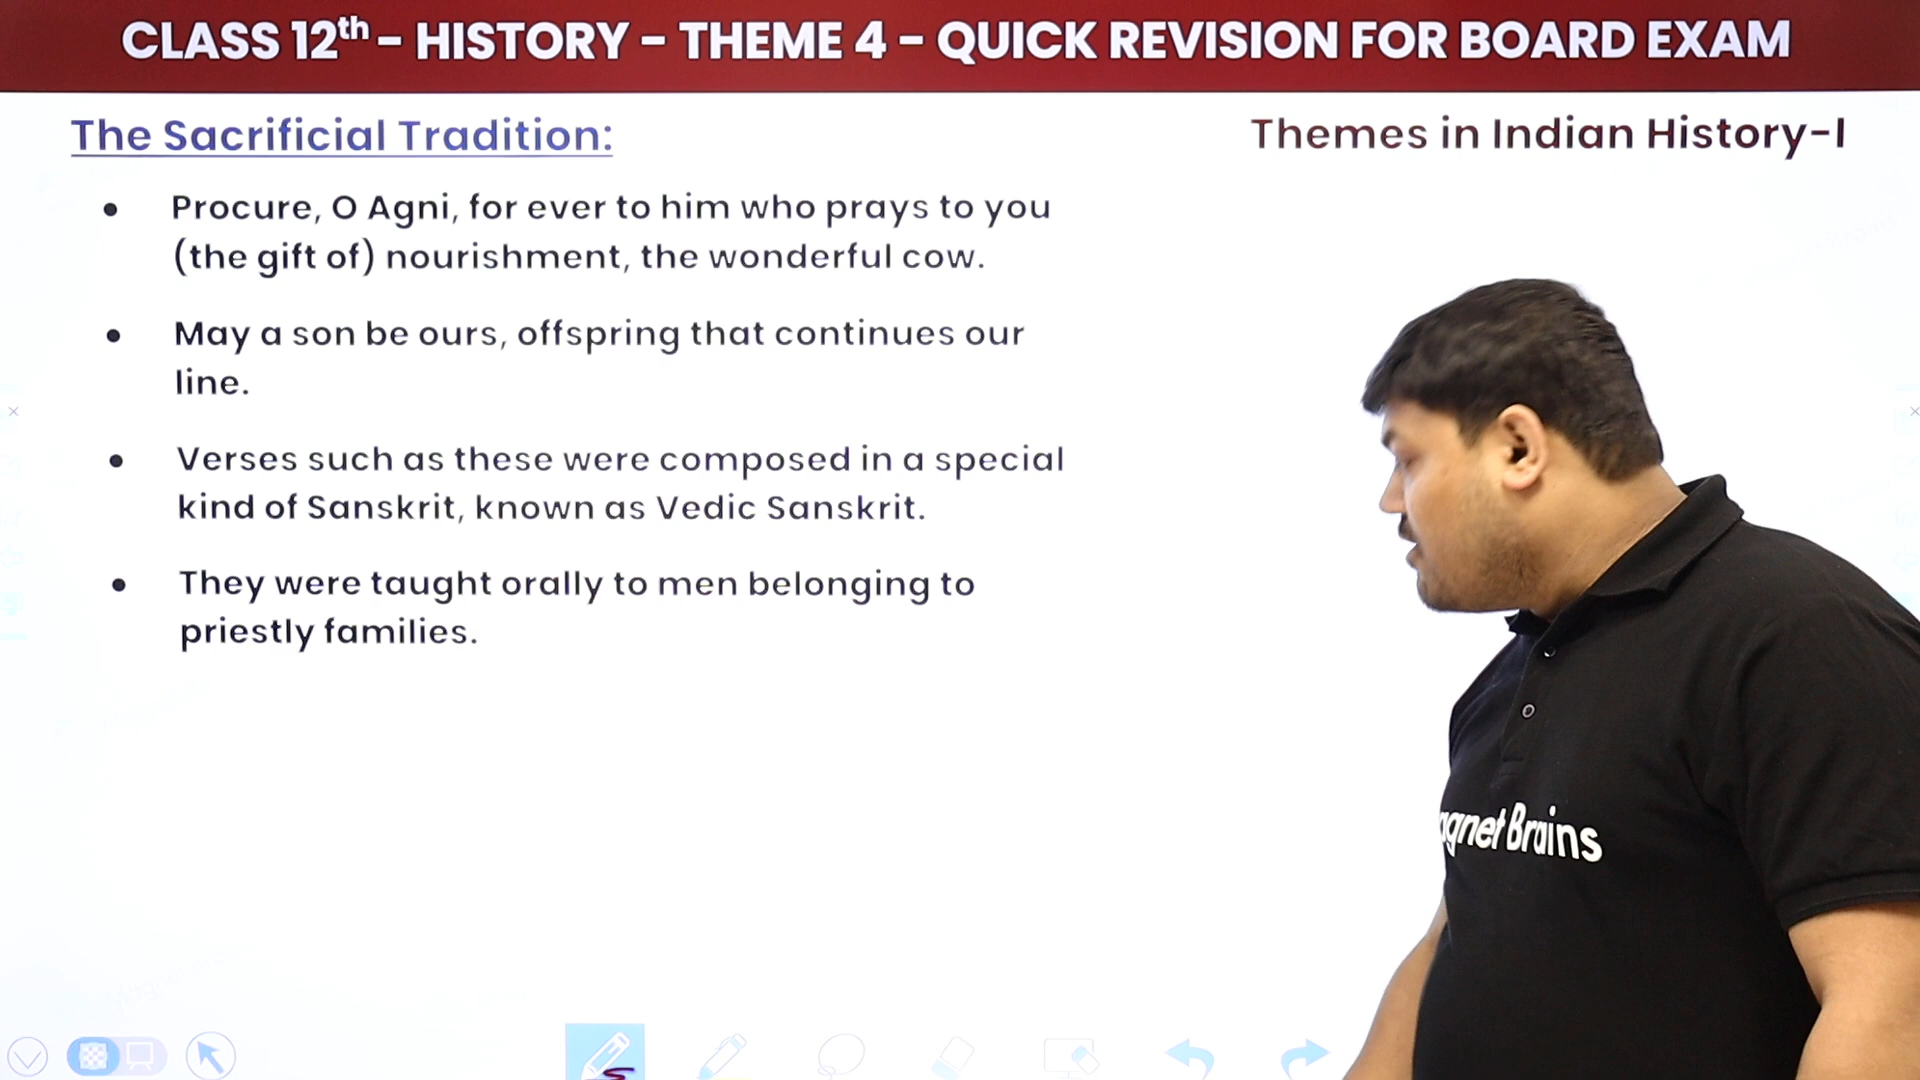 CLASS 12th - HISTORY - THEME 4 - QUICK REVISION FOR BOARD EXAM
The Sacrificial Tradition:
Themes in Indian History-I
• Procure, O Agni, for ever to him who prays to you
(the gift of) nourishment, the wonderful cow.
• May a son be ours, offspring that continues our
line.
• Verses such as these were composed in a special
kind of Sanskrit, known as Vedic Sanskrit.
• They were taught orally to men belonging to
priestly families.
gnet Brains